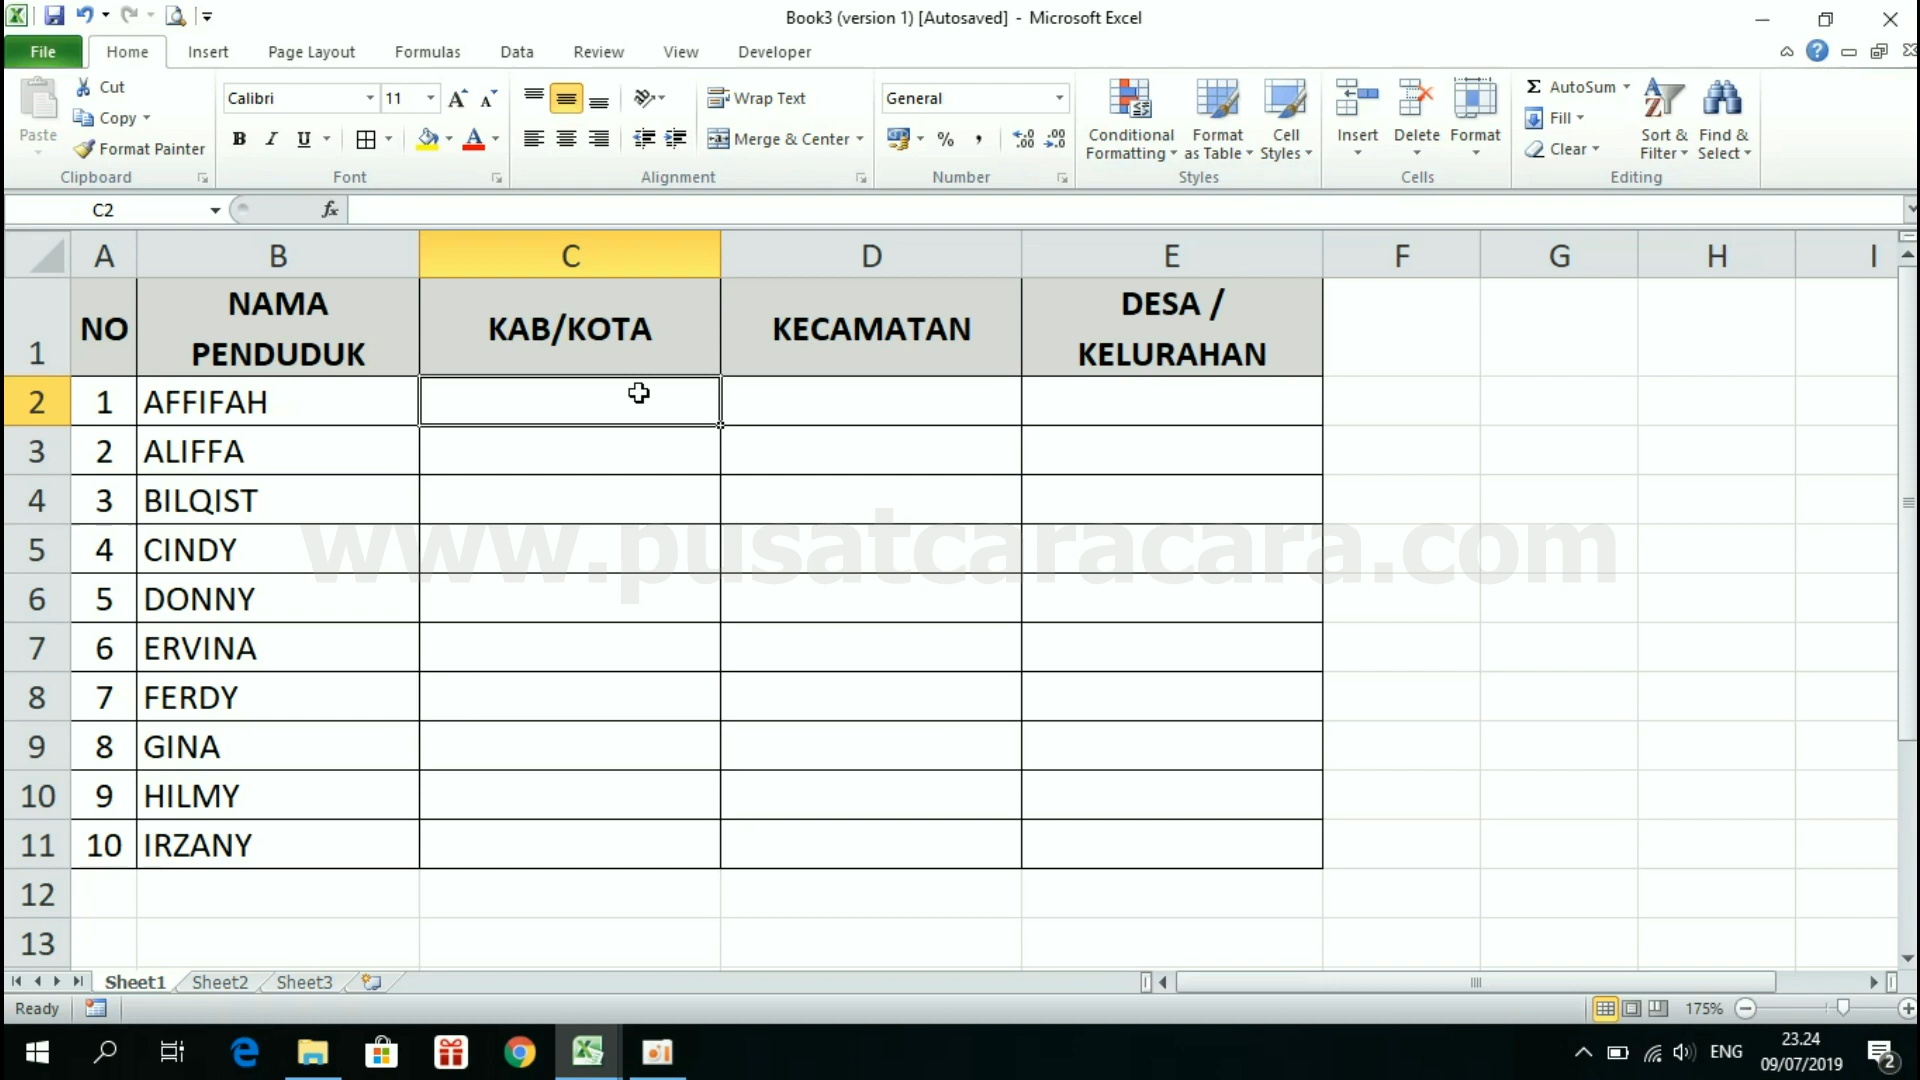 Book3 (version 1) [Autosaved] - Microsoft Excel
File Home Insert Page Layout Formulas Data Review View Developer
Paste
Cut
Copy
Format Painter
Clipboard
Calibri 11
B I U
Font
Wrap Text
Merge & Center
Alignment
General
%
Number
Conditional Formatting
Format as Table
Cell Styles
Styles
Insert Delete Format
Cells
AutoSum
Fill
Clear
Sort & Filter
Find & Select
Editing
C2 fx
A B C D E F G H I
1 NO NAMA PENDUDUK KAB/KOTA KECAMATAN DESA / KELURAHAN
2 1 AFFIFAH
3 2 ALIFFA
4 3 BILQIST
5 4 CINDY
6 5 DONNY
7 6 ERVINA
8 7 FERDY
9 8 GINA
10 9 HILMY
11 10 IRZANY
12
13
www.pusatcaracara.com
Sheet1 Sheet2 Sheet3
Ready 175%
ENG 23.24
09/07/2019 2